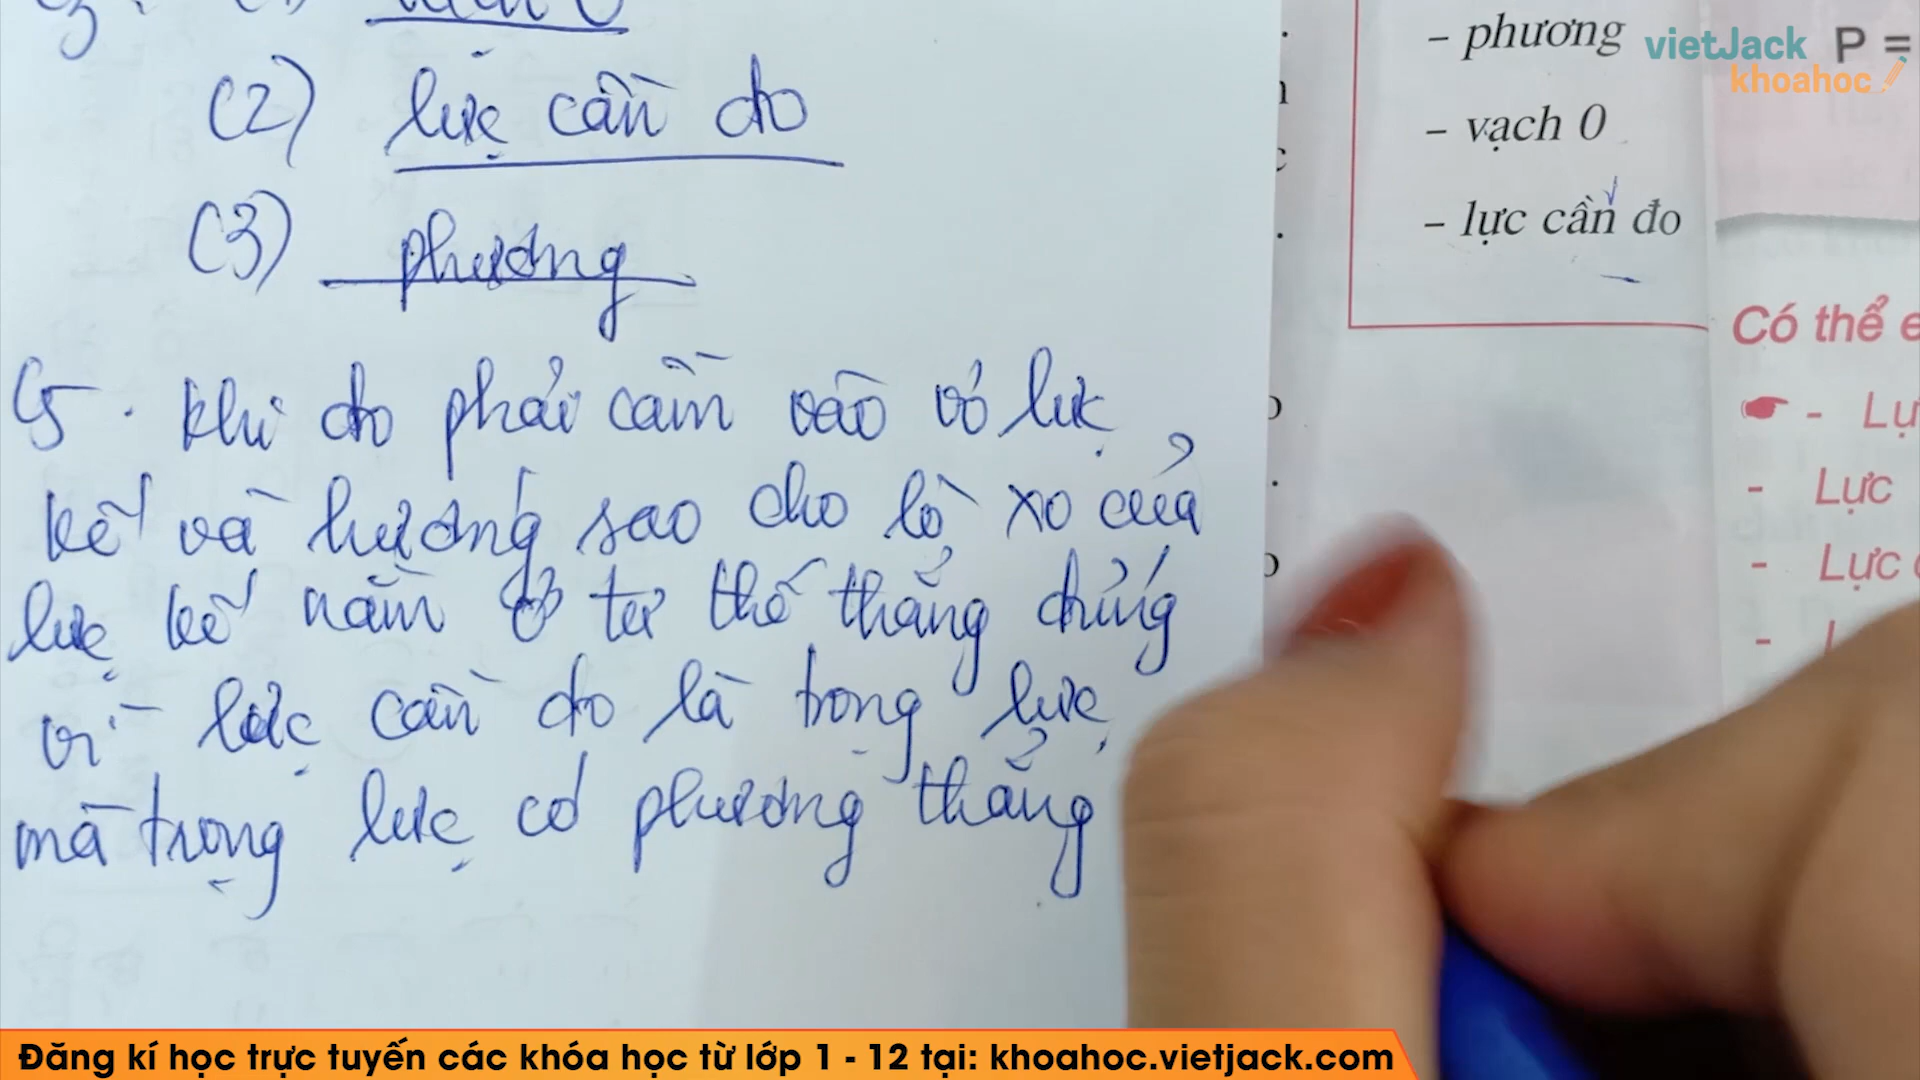 (2) lực cần đo
(3) phương
C5. Khi đo phải cầm vào vỏ lực
kế và hướng sao cho lò xo của
lực kế nằm ở tư thế thẳng đứng
vì lực cần đo là trọng lực
mà trọng lực có phương thẳng
– phương
– vạch 0
– lực cần đo
vietJack
khoahoc
P =
Có thể e
- Lự
- Lực
- Lực
Đăng kí học trực tuyến các khóa học từ lớp 1 - 12 tại: khoahoc.vietjack.com